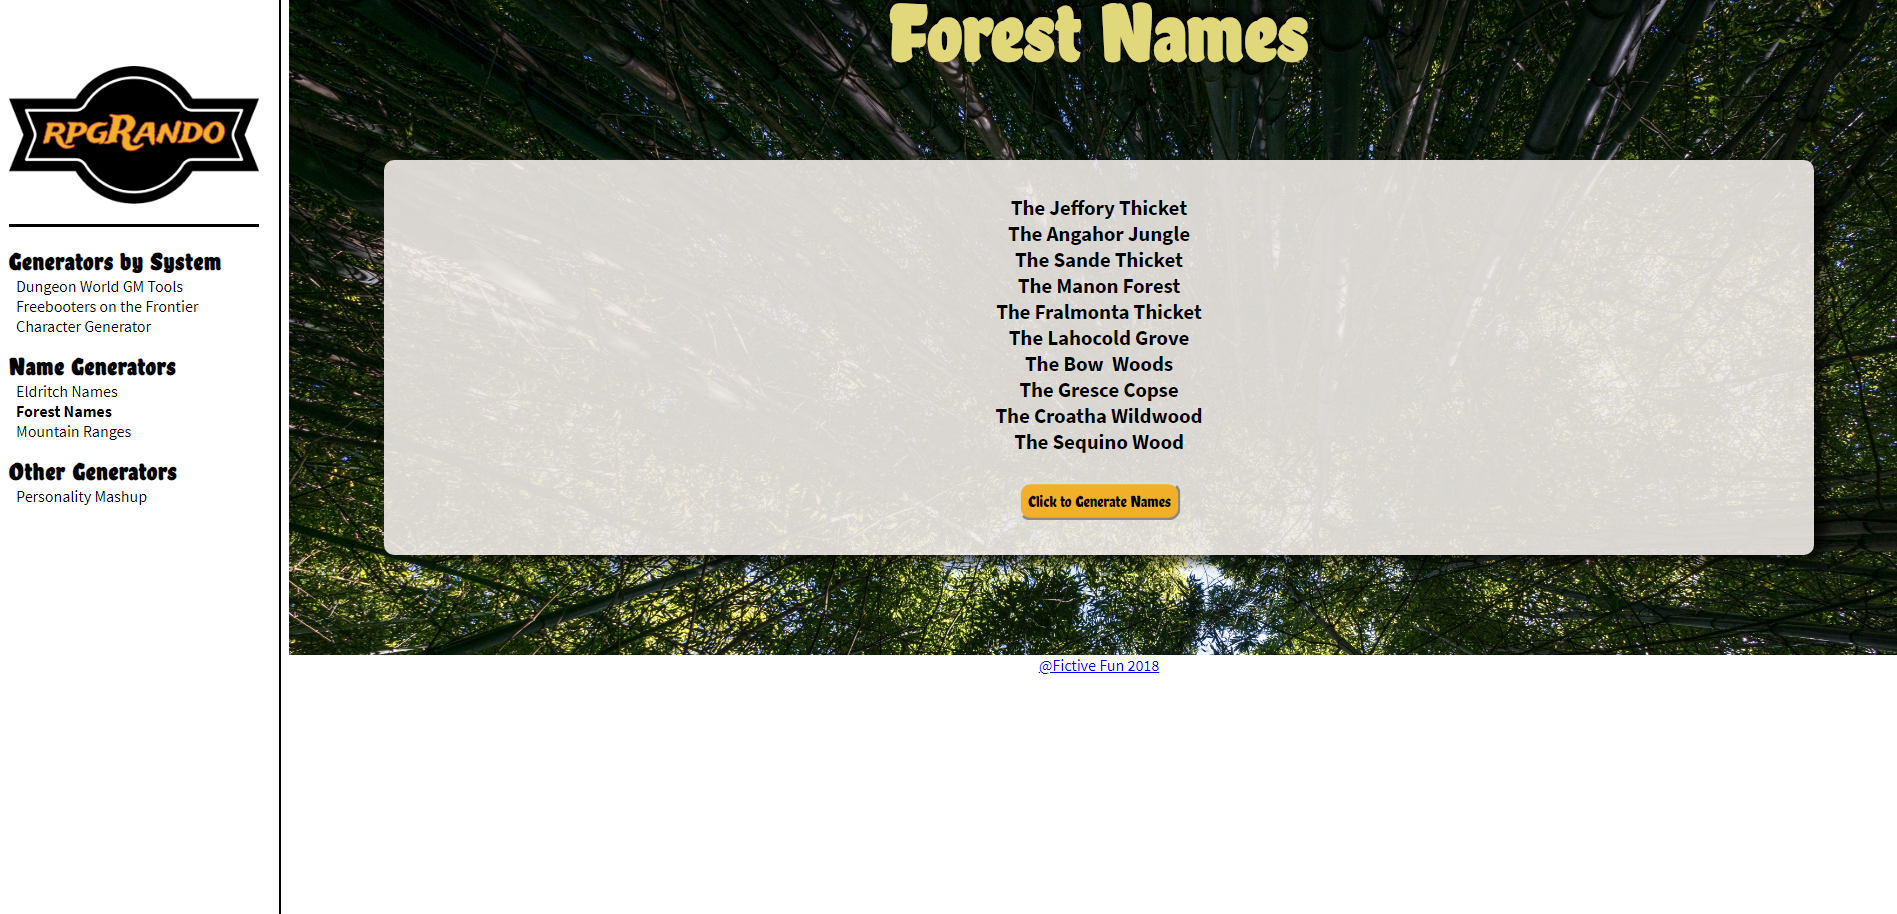 RPGRANDO
Generators by System
Dungeon World GM Tools
Freebooters on the Frontier
Character Generator
Name Generators
Eldritch Names
Forest Names
Mountain Ranges
Other Generators
Personality Mashup
Forest Names
The Jeffory Thicket
The Angahor Jungle
The Sande Thicket
The Manon Forest
The Fralmonta Thicket
The Lahocold Grove
The Bow  Woods
The Gresce Copse
The Croatha Wildwood
The Sequino Wood
Click to Generate Names
@Fictive Fun 2018